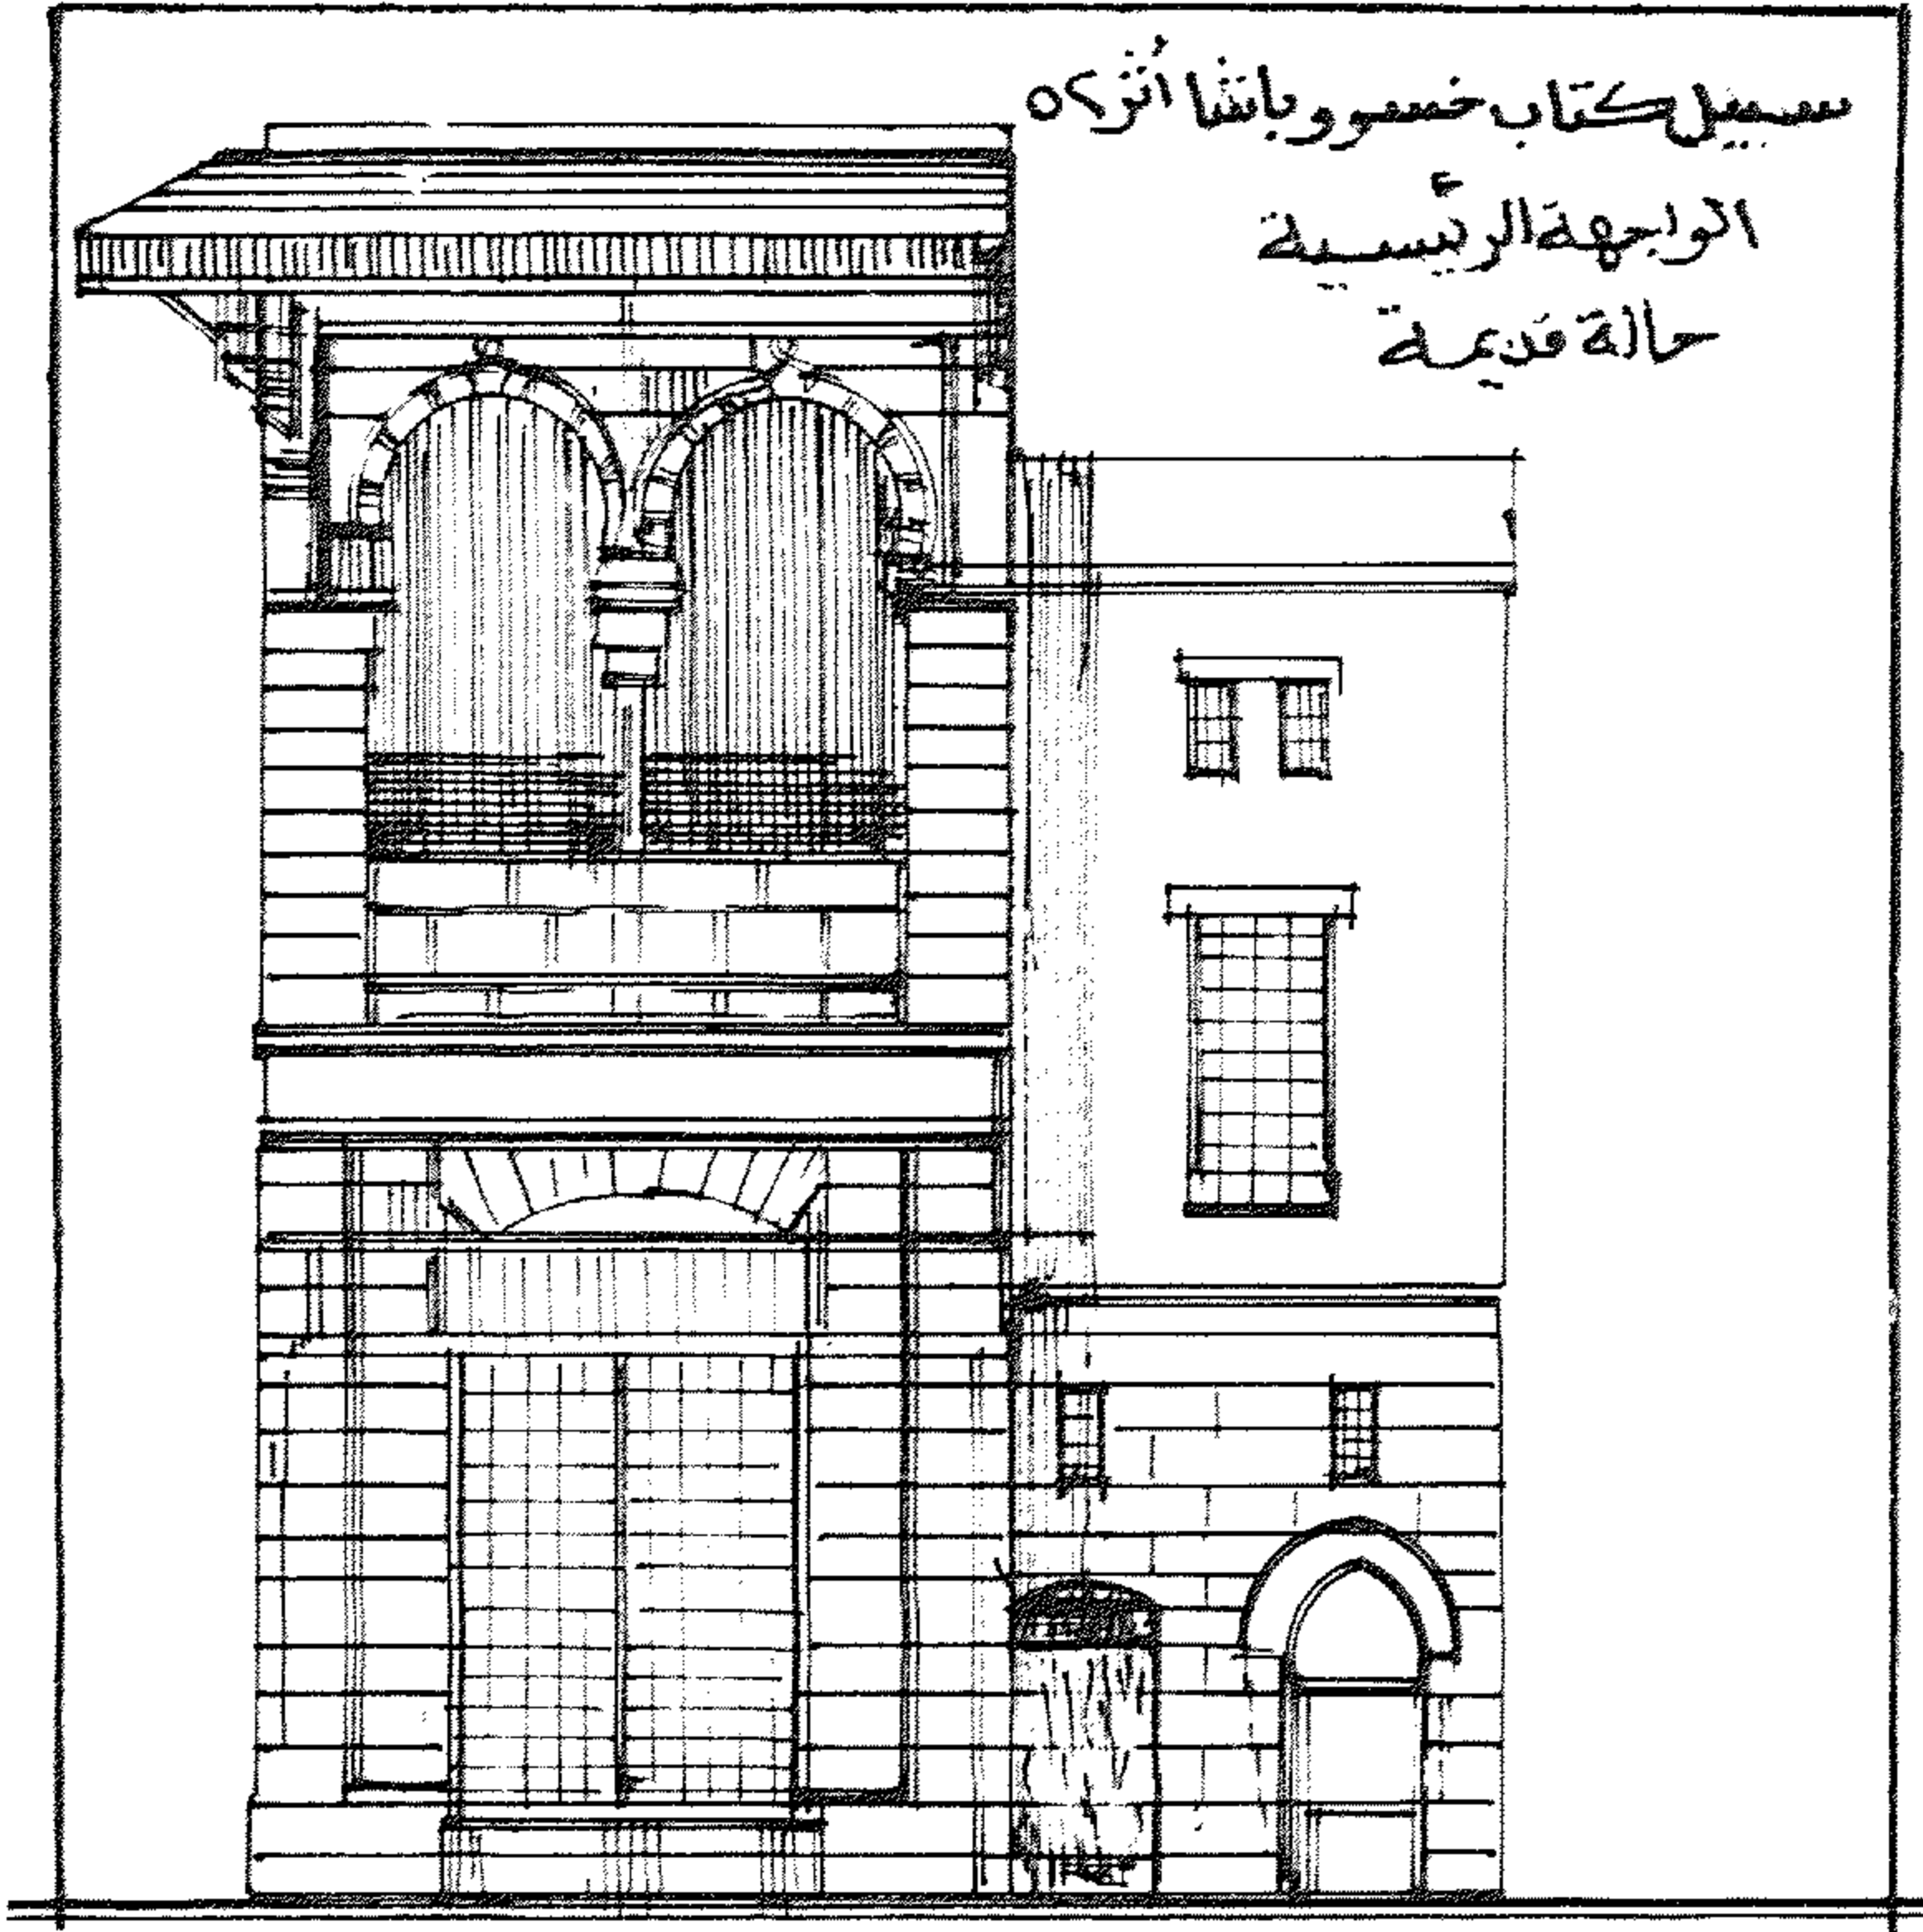 سبيل كتاب خسرو باشا أثر ٥٢
الواجهة الرئيسية
حالة قديمة